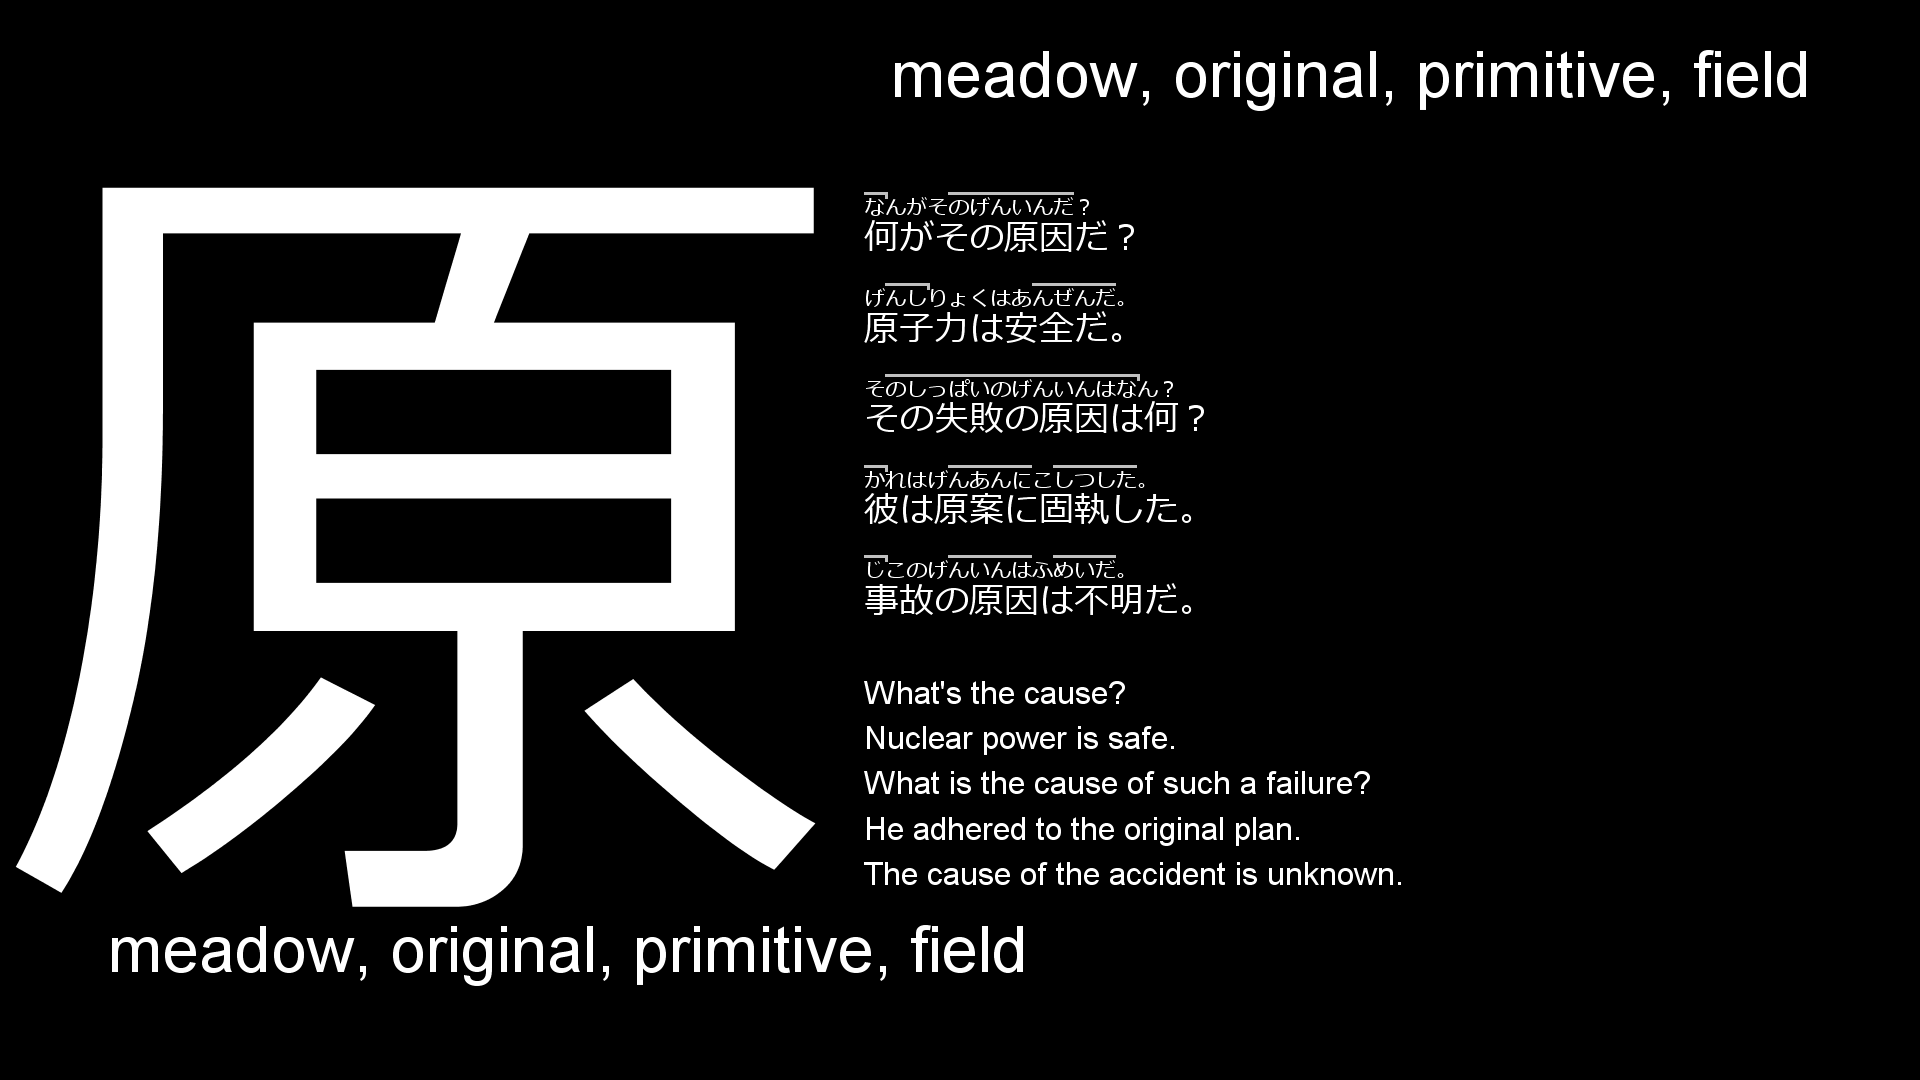 meadow, original, primitive, field
原
なんがそのげんいんだ？
何がその原因だ？
げんしりょくはあんぜんだ。
原子力は安全だ。
そのしっぱいのげんいんはなん？
その失敗の原因は何？
かれはげんあんにこしつした。
彼は原案に固執した。
じこのげんいんはふめいだ。
事故の原因は不明だ。
What's the cause?
Nuclear power is safe.
What is the cause of such a failure?
He adhered to the original plan.
The cause of the accident is unknown.
meadow, original, primitive, field